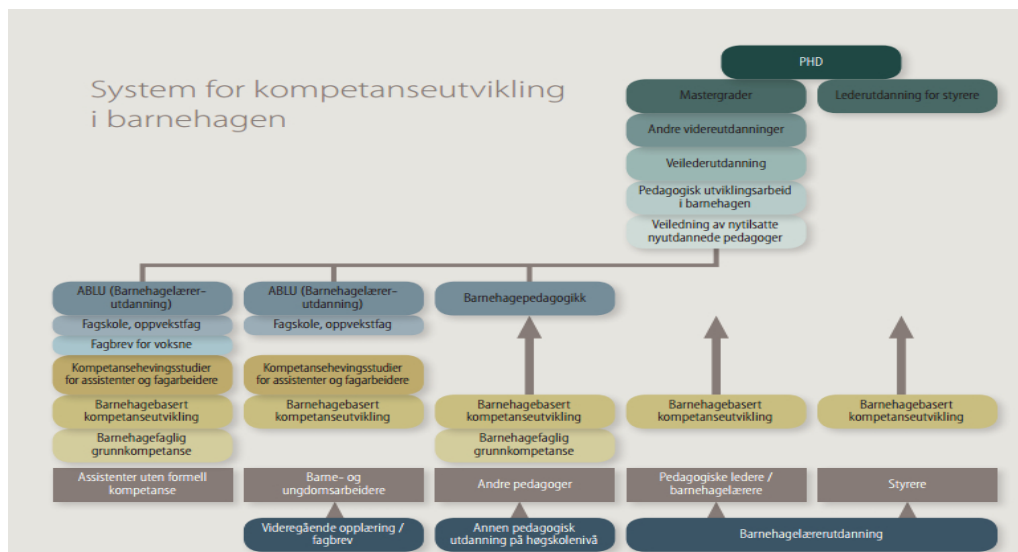 System for kompetanseutvikling
i barnehagen
PHD
Mastergrader
Lederutdanning for styrere
Andre videreutdanninger
Veilederutdanning
Pedagogisk utviklingsarbeid
i barnehagen
Veiledning av nytilsatte
nyutdannede pedagoger
ABLU (Barnehagelærer-
utdanning)
Fagskole, oppvekstfag
Fagbrev for voksne
Kompetansehevingsstudier
for assistenter og fagarbeidere
Barnehagebasert
kompetanseutvikling
Barnehagefaglig
grunnkompetanse
Assistenter uten formell
kompetanse
ABLU (Barnehagelærer-
utdanning)
Fagskole, oppvekstfag
Kompetansehevingsstudier
for assistenter og fagarbeidere
Barnehagebasert
kompetanseutvikling
Barne- og
ungdomsarbeidere
Videregående opplæring /
fagbrev
Barnehagepedagogikk
Barnehagebasert
kompetanseutvikling
Barnehagefaglig
grunnkompetanse
Andre pedagoger
Annen pedagogisk
utdanning på høgskolenivå
Barnehagebasert
kompetanseutvikling
Pedagogiske ledere /
barnehagelærere
Barnehagebasert
kompetanseutvikling
Styrere
Barnehagelærerutdanning